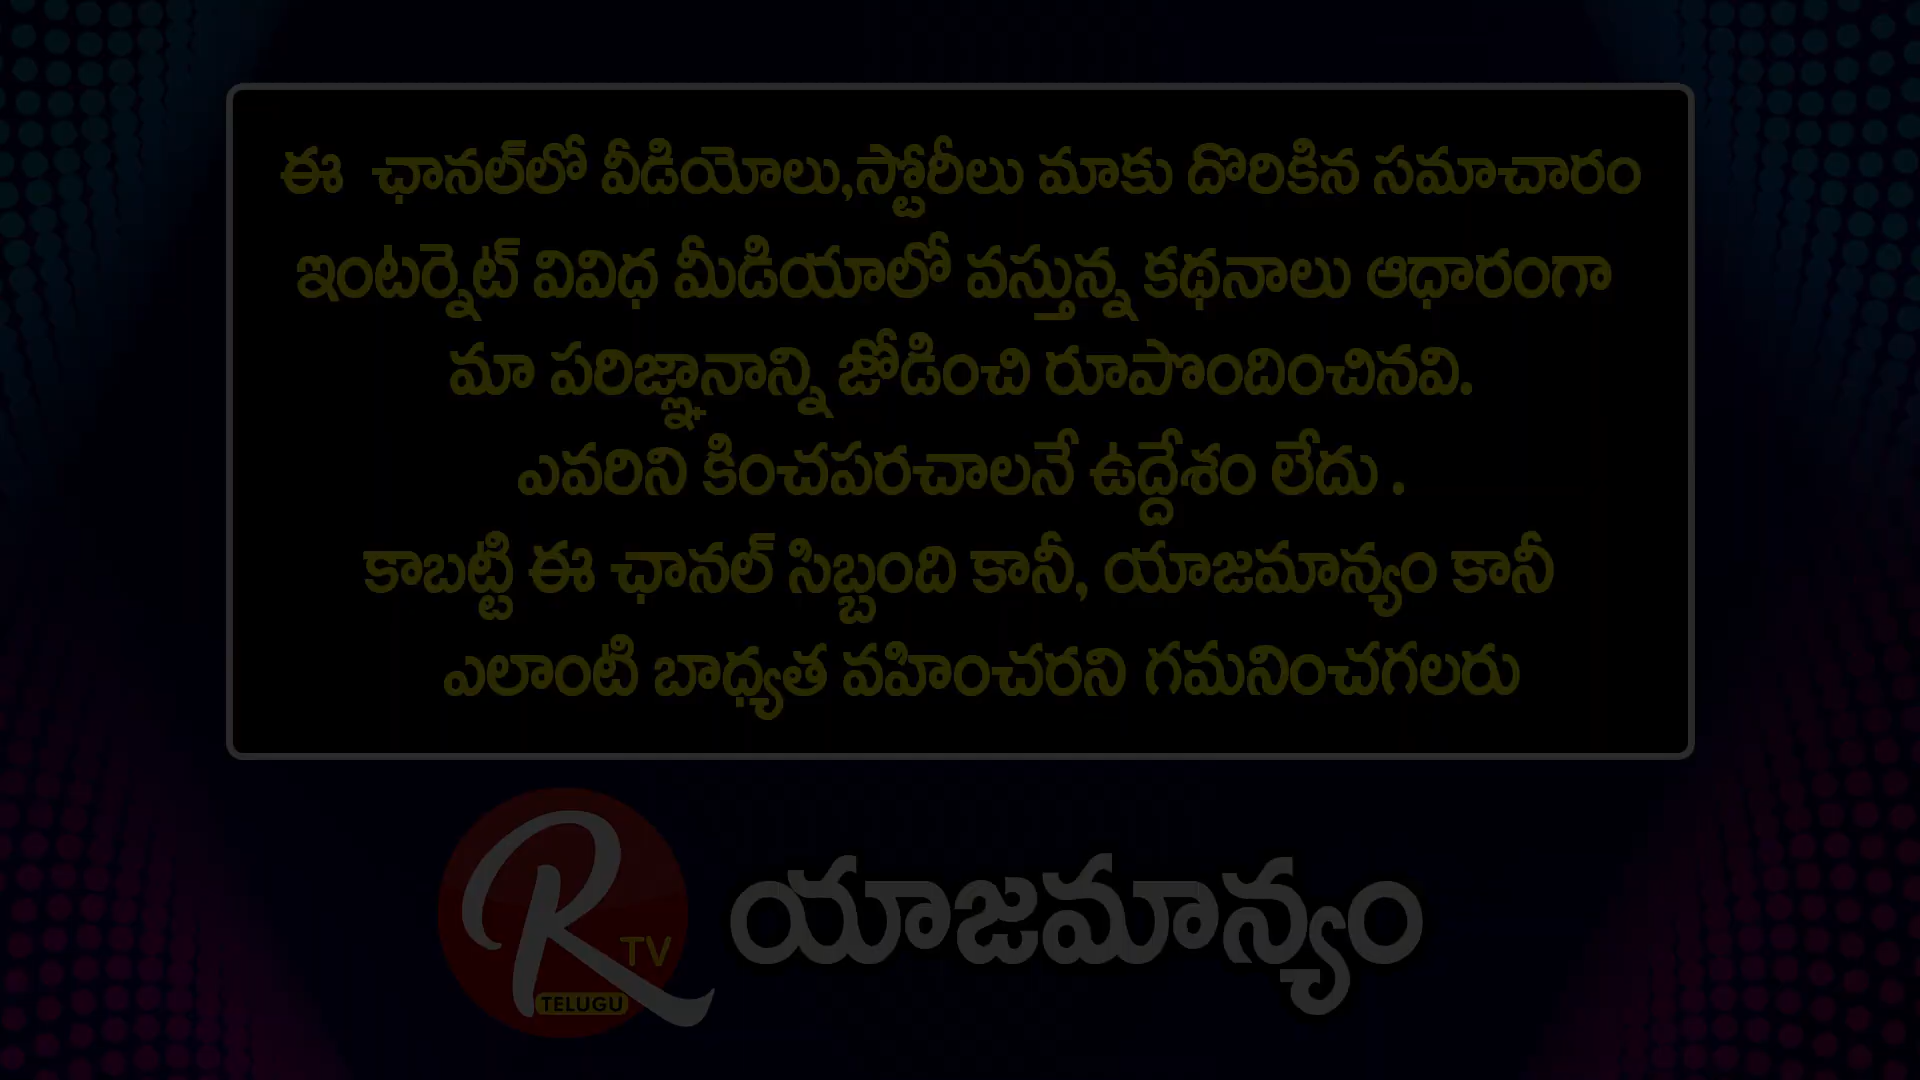 ఈ ఛానల్‌లో వీడియోలు,స్టోరీలు మాకు దొరికిన సమాచారం
ఇంటర్నెట్ వివిధ మీడియాలో వస్తున్న కథనాలు ఆధారంగా
మా పరిజ్ఞానాన్ని జోడించి రూపొందించినవి.
ఎవరిని కించపరచాలనే ఉద్దేశం లేదు .
కాబట్టి ఈ ఛానల్ సిబ్బంది కానీ, యాజమాన్యం కానీ
ఎలాంటి బాధ్యత వహించరని గమనించగలరు
R TV
TELUGU
యాజమాన్యం